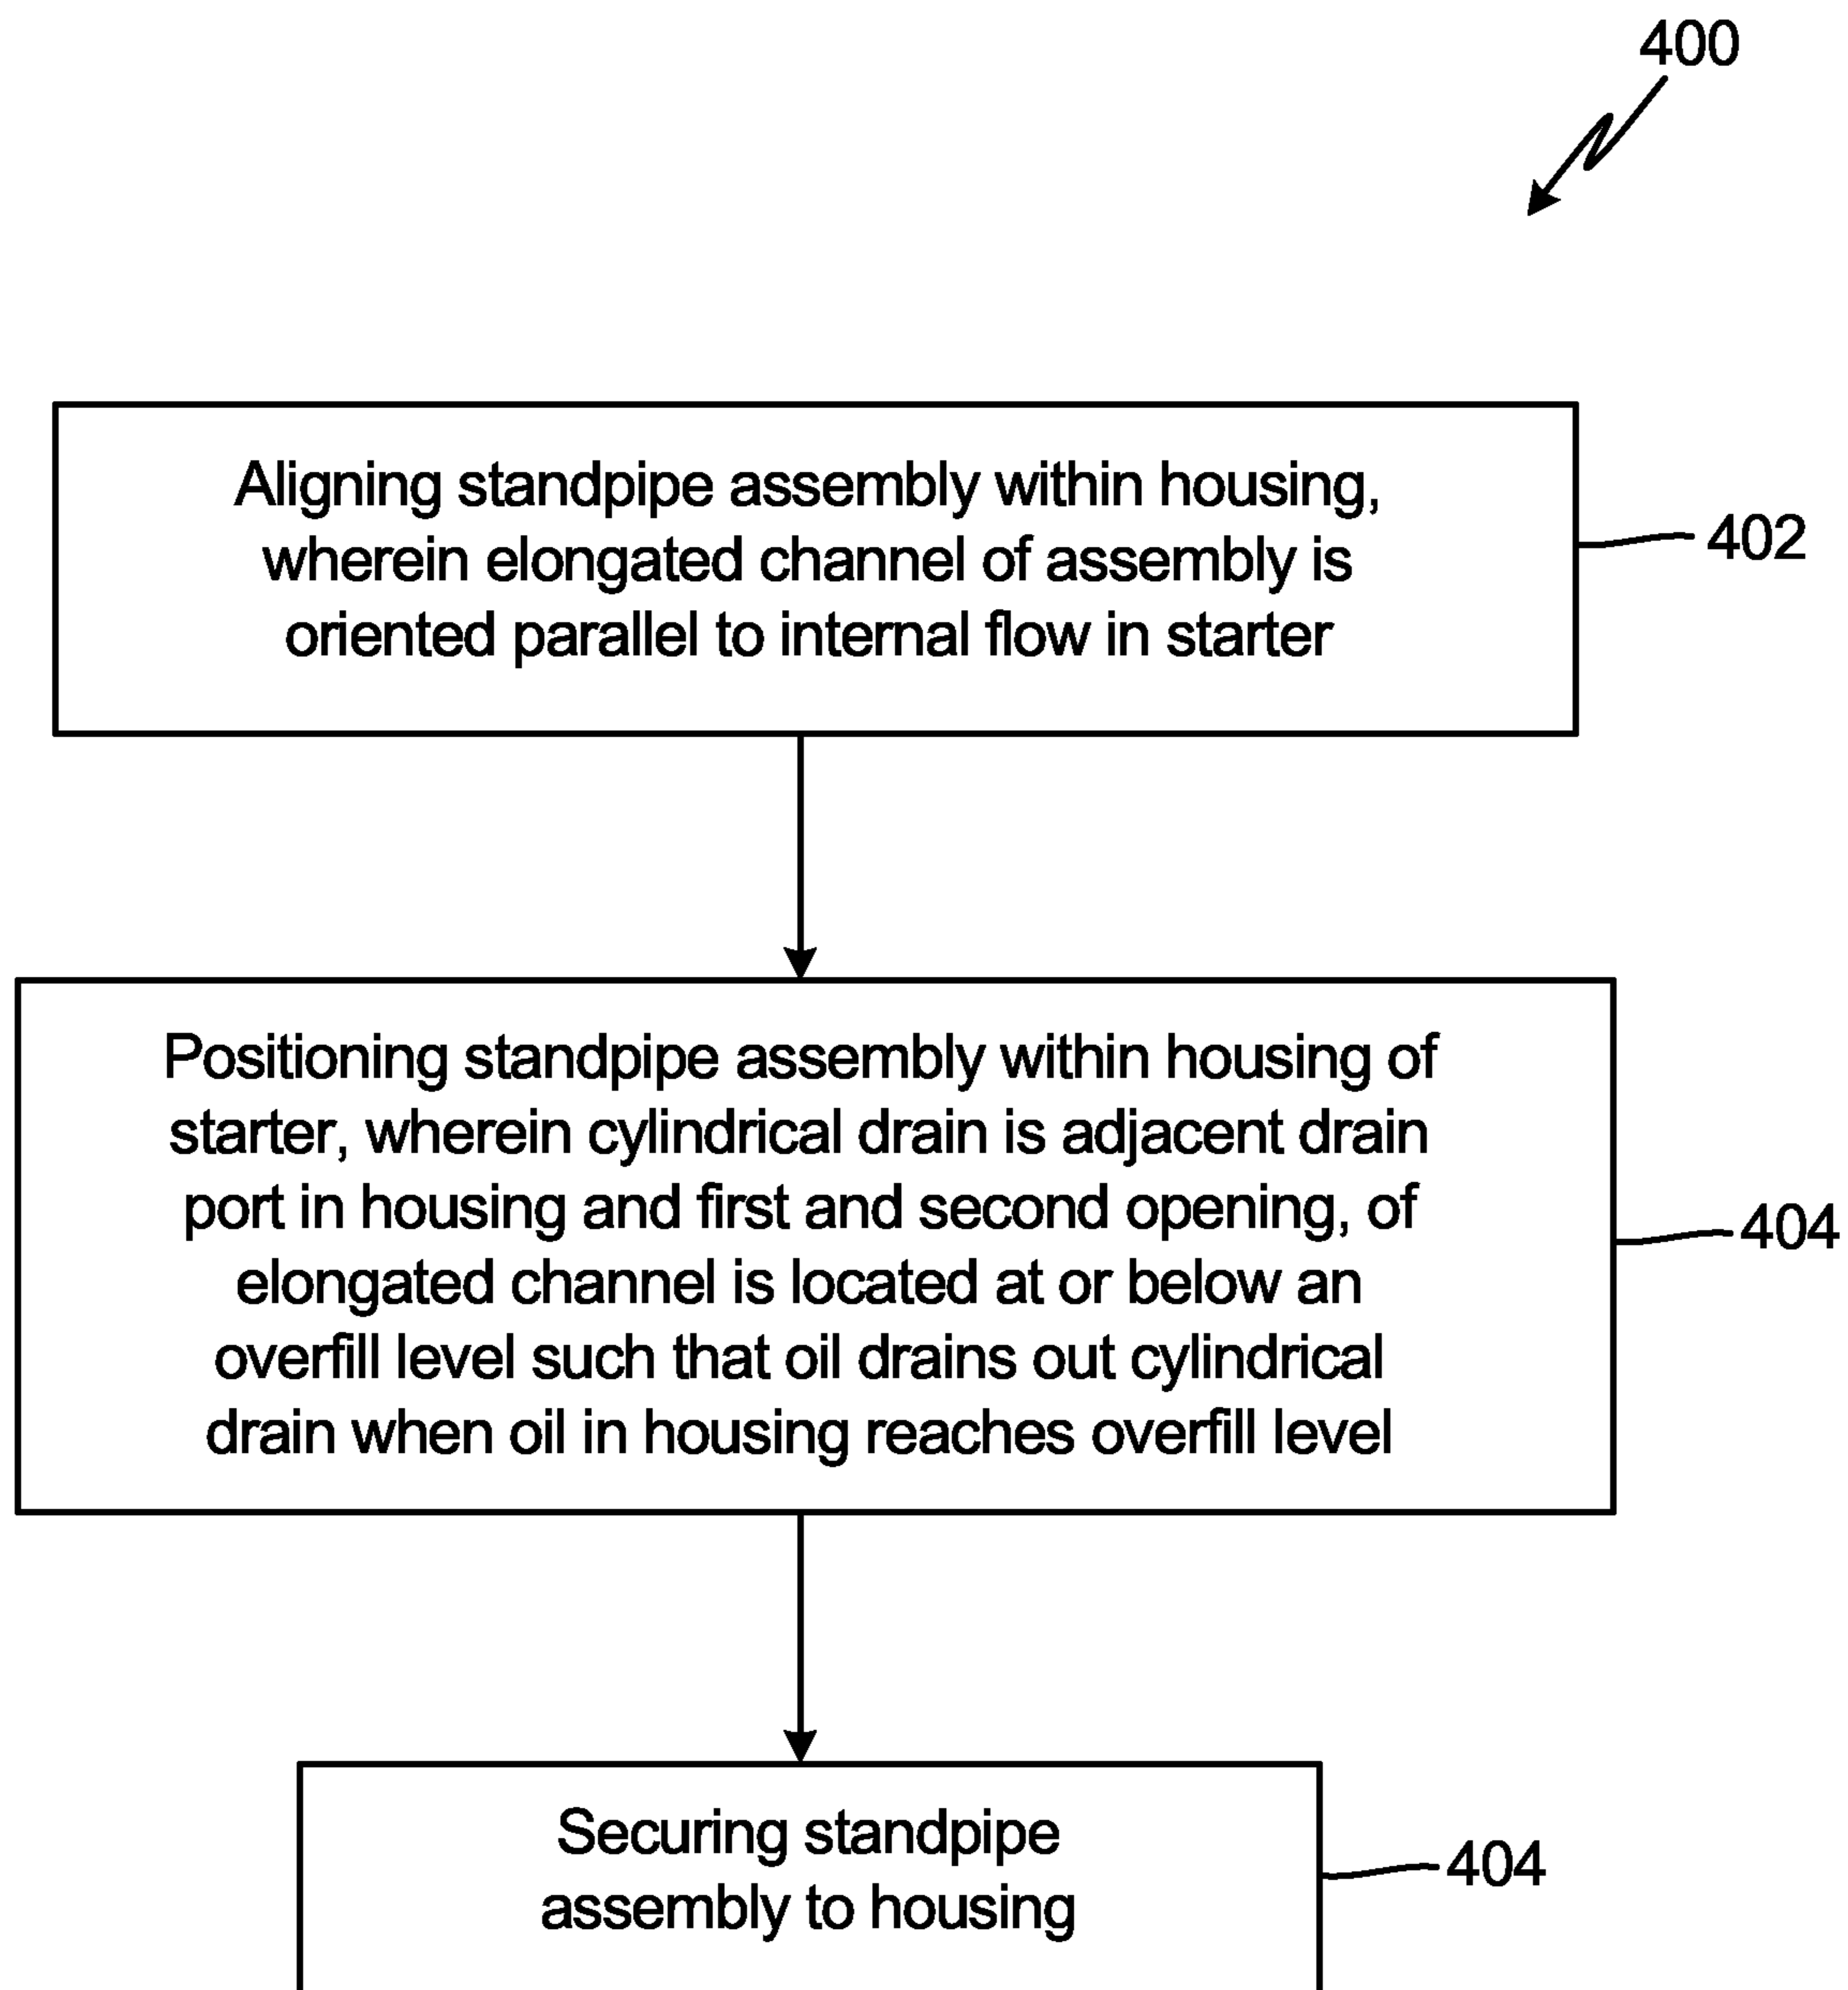 400
Aligning standpipe assembly within housing,
wherein elongated channel of assembly is
oriented parallel to internal flow in starter
402
Positioning standpipe assembly within housing of
starter, wherein cylindrical drain is adjacent drain
port in housing and first and second opening, of
elongated channel is located at or below an
overfill level such that oil drains out cylindrical
drain when oil in housing reaches overfill level
404
Securing standpipe
assembly to housing
404